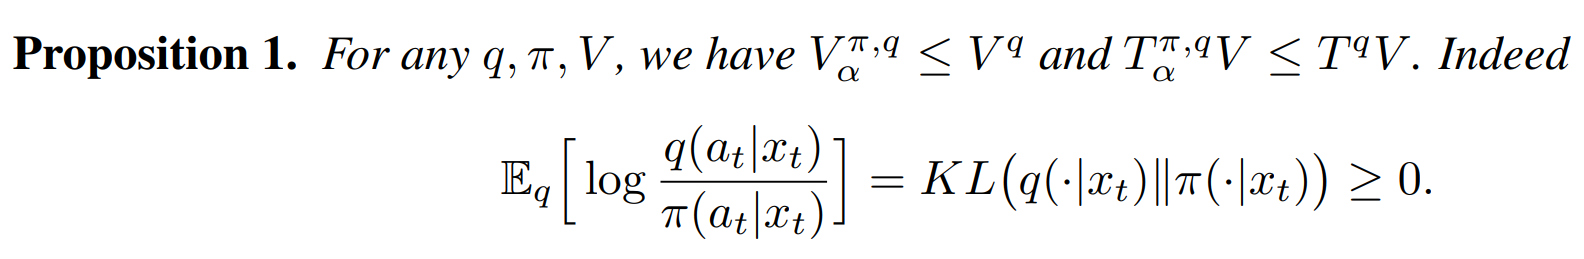 Proposition 1. For any q, π, V, we have V_α^{π,q} ≤ V^q and T_α^{π,q}V ≤ T^qV. Indeed
𝔼_q[log q(a_t|x_t)/π(a_t|x_t)] = KL(q(·|x_t)‖π(·|x_t)) ≥ 0.